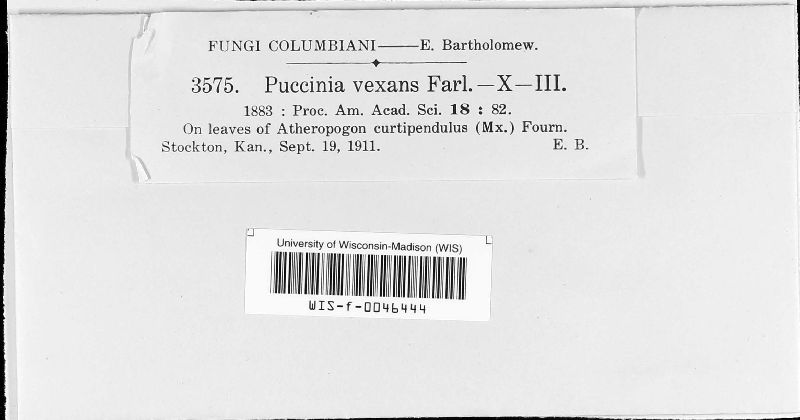 FUNGI COLUMBIANI——E. Bartholomew.
3575. Puccinia vexans Farl.—X—III.
1883 : Proc. Am. Acad. Sci. 18 : 82.
On leaves of Atheropogon curtipendulus (Mx.) Fourn.
Stockton, Kan., Sept. 19, 1911. E. B.
University of Wisconsin-Madison (WIS)
WIS-f-0046444